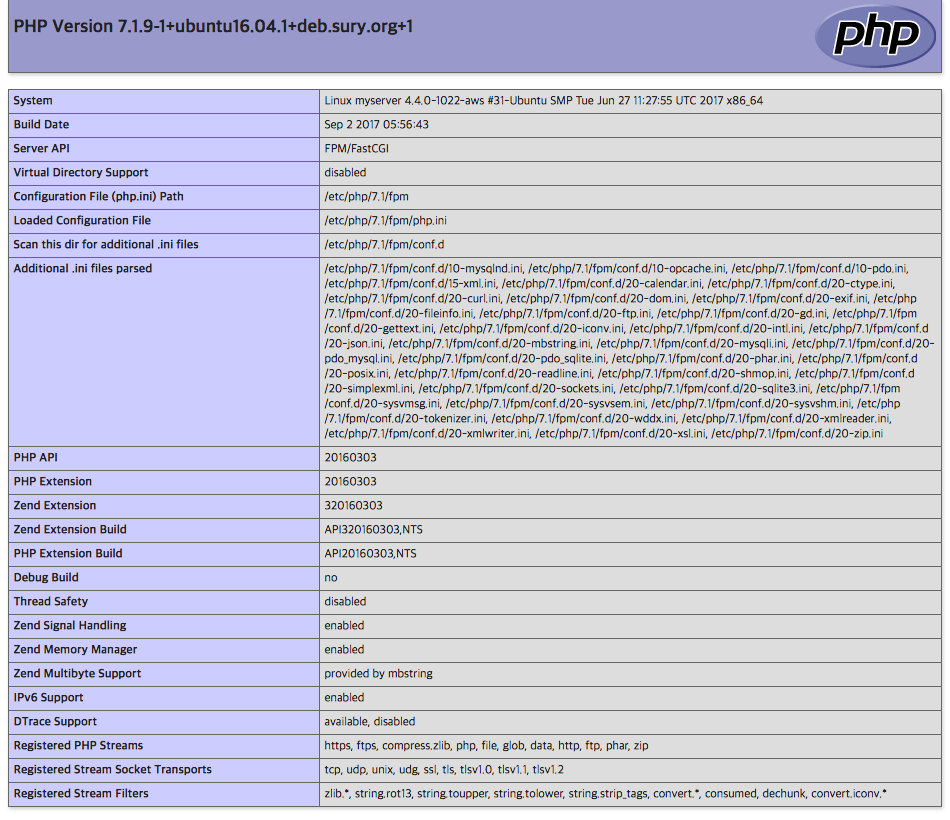 PHP Version 7.1.9-1+ubuntu16.04.1+deb.sury.org+1
php
System Linux myserver 4.4.0-1022-aws #31-Ubuntu SMP Tue Jun 27 11:27:55 UTC 2017 x86_64
Build Date Sep 2 2017 05:56:43
Server API FPM/FastCGI
Virtual Directory Support disabled
Configuration File (php.ini) Path /etc/php/7.1/fpm
Loaded Configuration File /etc/php/7.1/fpm/php.ini
Scan this dir for additional .ini files /etc/php/7.1/fpm/conf.d
Additional .ini files parsed /etc/php/7.1/fpm/conf.d/10-mysqlnd.ini, /etc/php/7.1/fpm/conf.d/10-opcache.ini, /etc/php/7.1/fpm/conf.d/10-pdo.ini,
/etc/php/7.1/fpm/conf.d/15-xml.ini, /etc/php/7.1/fpm/conf.d/20-calendar.ini, /etc/php/7.1/fpm/conf.d/20-ctype.ini,
/etc/php/7.1/fpm/conf.d/20-curl.ini, /etc/php/7.1/fpm/conf.d/20-dom.ini, /etc/php/7.1/fpm/conf.d/20-exif.ini, /etc/php
/7.1/fpm/conf.d/20-fileinfo.ini, /etc/php/7.1/fpm/conf.d/20-ftp.ini, /etc/php/7.1/fpm/conf.d/20-gd.ini, /etc/php/7.1/fpm
/conf.d/20-gettext.ini, /etc/php/7.1/fpm/conf.d/20-iconv.ini, /etc/php/7.1/fpm/conf.d/20-intl.ini, /etc/php/7.1/fpm/conf.d
/20-json.ini, /etc/php/7.1/fpm/conf.d/20-mbstring.ini, /etc/php/7.1/fpm/conf.d/20-mysqli.ini, /etc/php/7.1/fpm/conf.d/20-
pdo_mysql.ini, /etc/php/7.1/fpm/conf.d/20-pdo_sqlite.ini, /etc/php/7.1/fpm/conf.d/20-phar.ini, /etc/php/7.1/fpm/conf.d
/20-posix.ini, /etc/php/7.1/fpm/conf.d/20-readline.ini, /etc/php/7.1/fpm/conf.d/20-shmop.ini, /etc/php/7.1/fpm/conf.d
/20-simplexml.ini, /etc/php/7.1/fpm/conf.d/20-sockets.ini, /etc/php/7.1/fpm/conf.d/20-sqlite3.ini, /etc/php/7.1/fpm
/conf.d/20-sysvmsg.ini, /etc/php/7.1/fpm/conf.d/20-sysvsem.ini, /etc/php/7.1/fpm/conf.d/20-sysvshm.ini, /etc/php
/7.1/fpm/conf.d/20-tokenizer.ini, /etc/php/7.1/fpm/conf.d/20-wddx.ini, /etc/php/7.1/fpm/conf.d/20-xmlreader.ini,
/etc/php/7.1/fpm/conf.d/20-xmlwriter.ini, /etc/php/7.1/fpm/conf.d/20-xsl.ini, /etc/php/7.1/fpm/conf.d/20-zip.ini
PHP API 20160303
PHP Extension 20160303
Zend Extension 320160303
Zend Extension Build API320160303,NTS
PHP Extension Build API20160303,NTS
Debug Build no
Thread Safety disabled
Zend Signal Handling enabled
Zend Memory Manager enabled
Zend Multibyte Support provided by mbstring
IPv6 Support enabled
DTrace Support available, disabled
Registered PHP Streams https, ftps, compress.zlib, php, file, glob, data, http, ftp, phar, zip
Registered Stream Socket Transports tcp, udp, unix, udg, ssl, tls, tlsv1.0, tlsv1.1, tlsv1.2
Registered Stream Filters zlib.*, string.rot13, string.toupper, string.tolower, string.strip_tags, convert.*, consumed, dechunk, convert.iconv.*